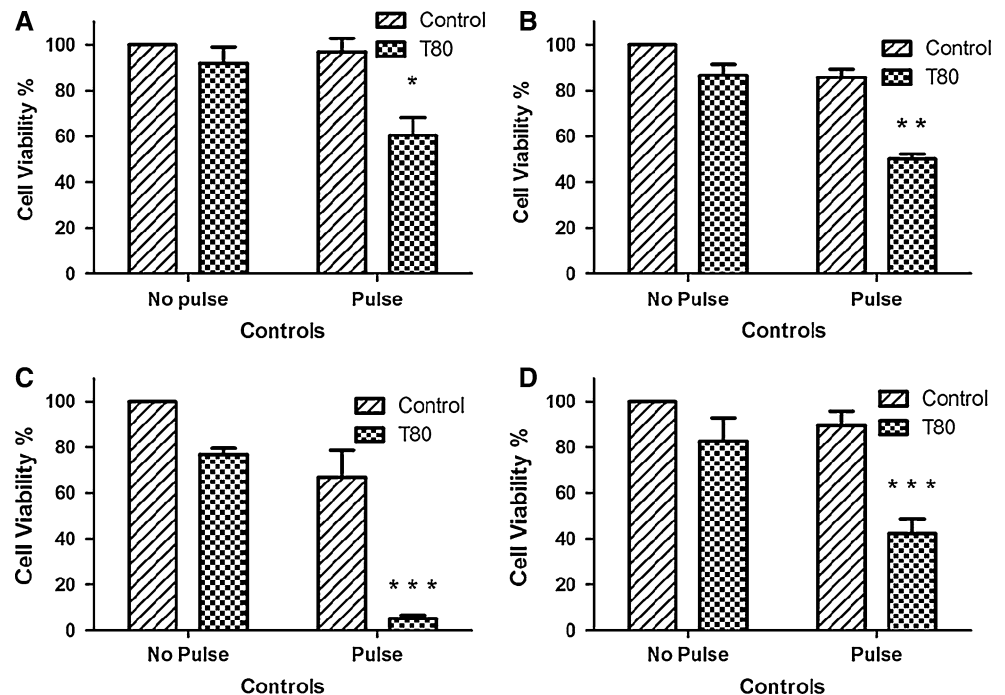 A
Control
T80
Cell Viability %
100
80
60
40
20
0
*
No pulse
Pulse
Controls
B
Control
T80
Cell Viability %
100
80
60
40
20
0
* *
No Pulse
Pulse
Controls
C
Control
T80
Cell Viability %
100
80
60
40
20
0
* * *
No Pulse
Pulse
Controls
D
Control
T80
Cell Viability %
100
80
60
40
20
0
* * *
No Pulse
Pulse
Controls